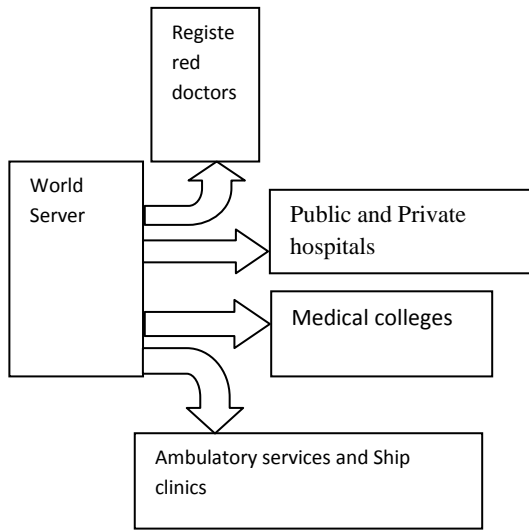 Registe
red
doctors
World
Server
Public and Private
hospitals
Medical colleges
Ambulatory services and Ship
clinics